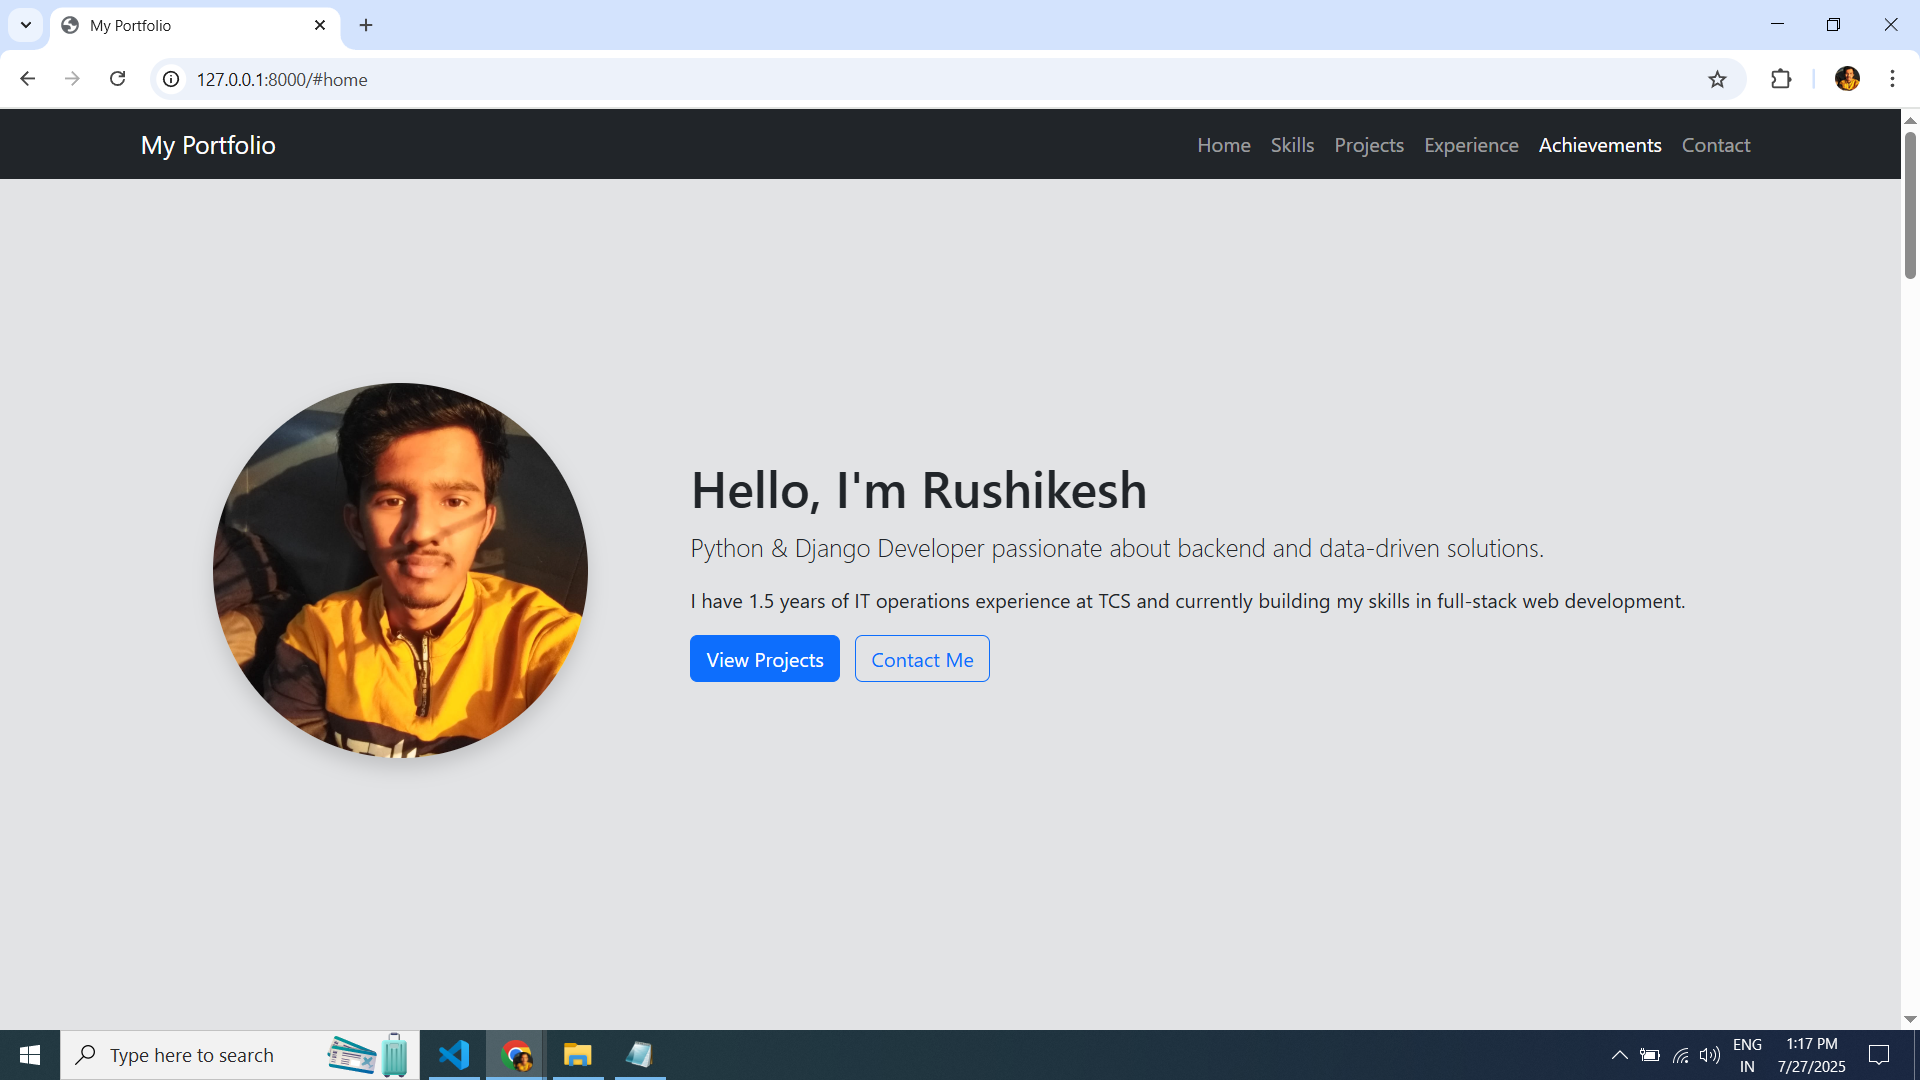 My Portfolio
127.0.0.1:8000/#home
My Portfolio
Home Skills Projects Experience Achievements Contact
Hello, I'm Rushikesh
Python & Django Developer passionate about backend and data-driven solutions.
I have 1.5 years of IT operations experience at TCS and currently building my skills in full-stack web development.
View Projects Contact Me
Type here to search
ENG
IN
1:17 PM
7/27/2025